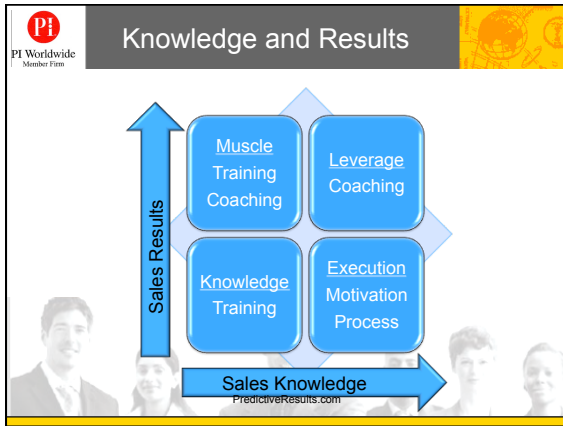 PI
PI Worldwide
Member Firm
Knowledge and Results
Sales Results
Muscle
Training
Coaching
Leverage
Coaching
Knowledge
Training
Execution
Motivation
Process
Sales Knowledge
PredictiveResults.com